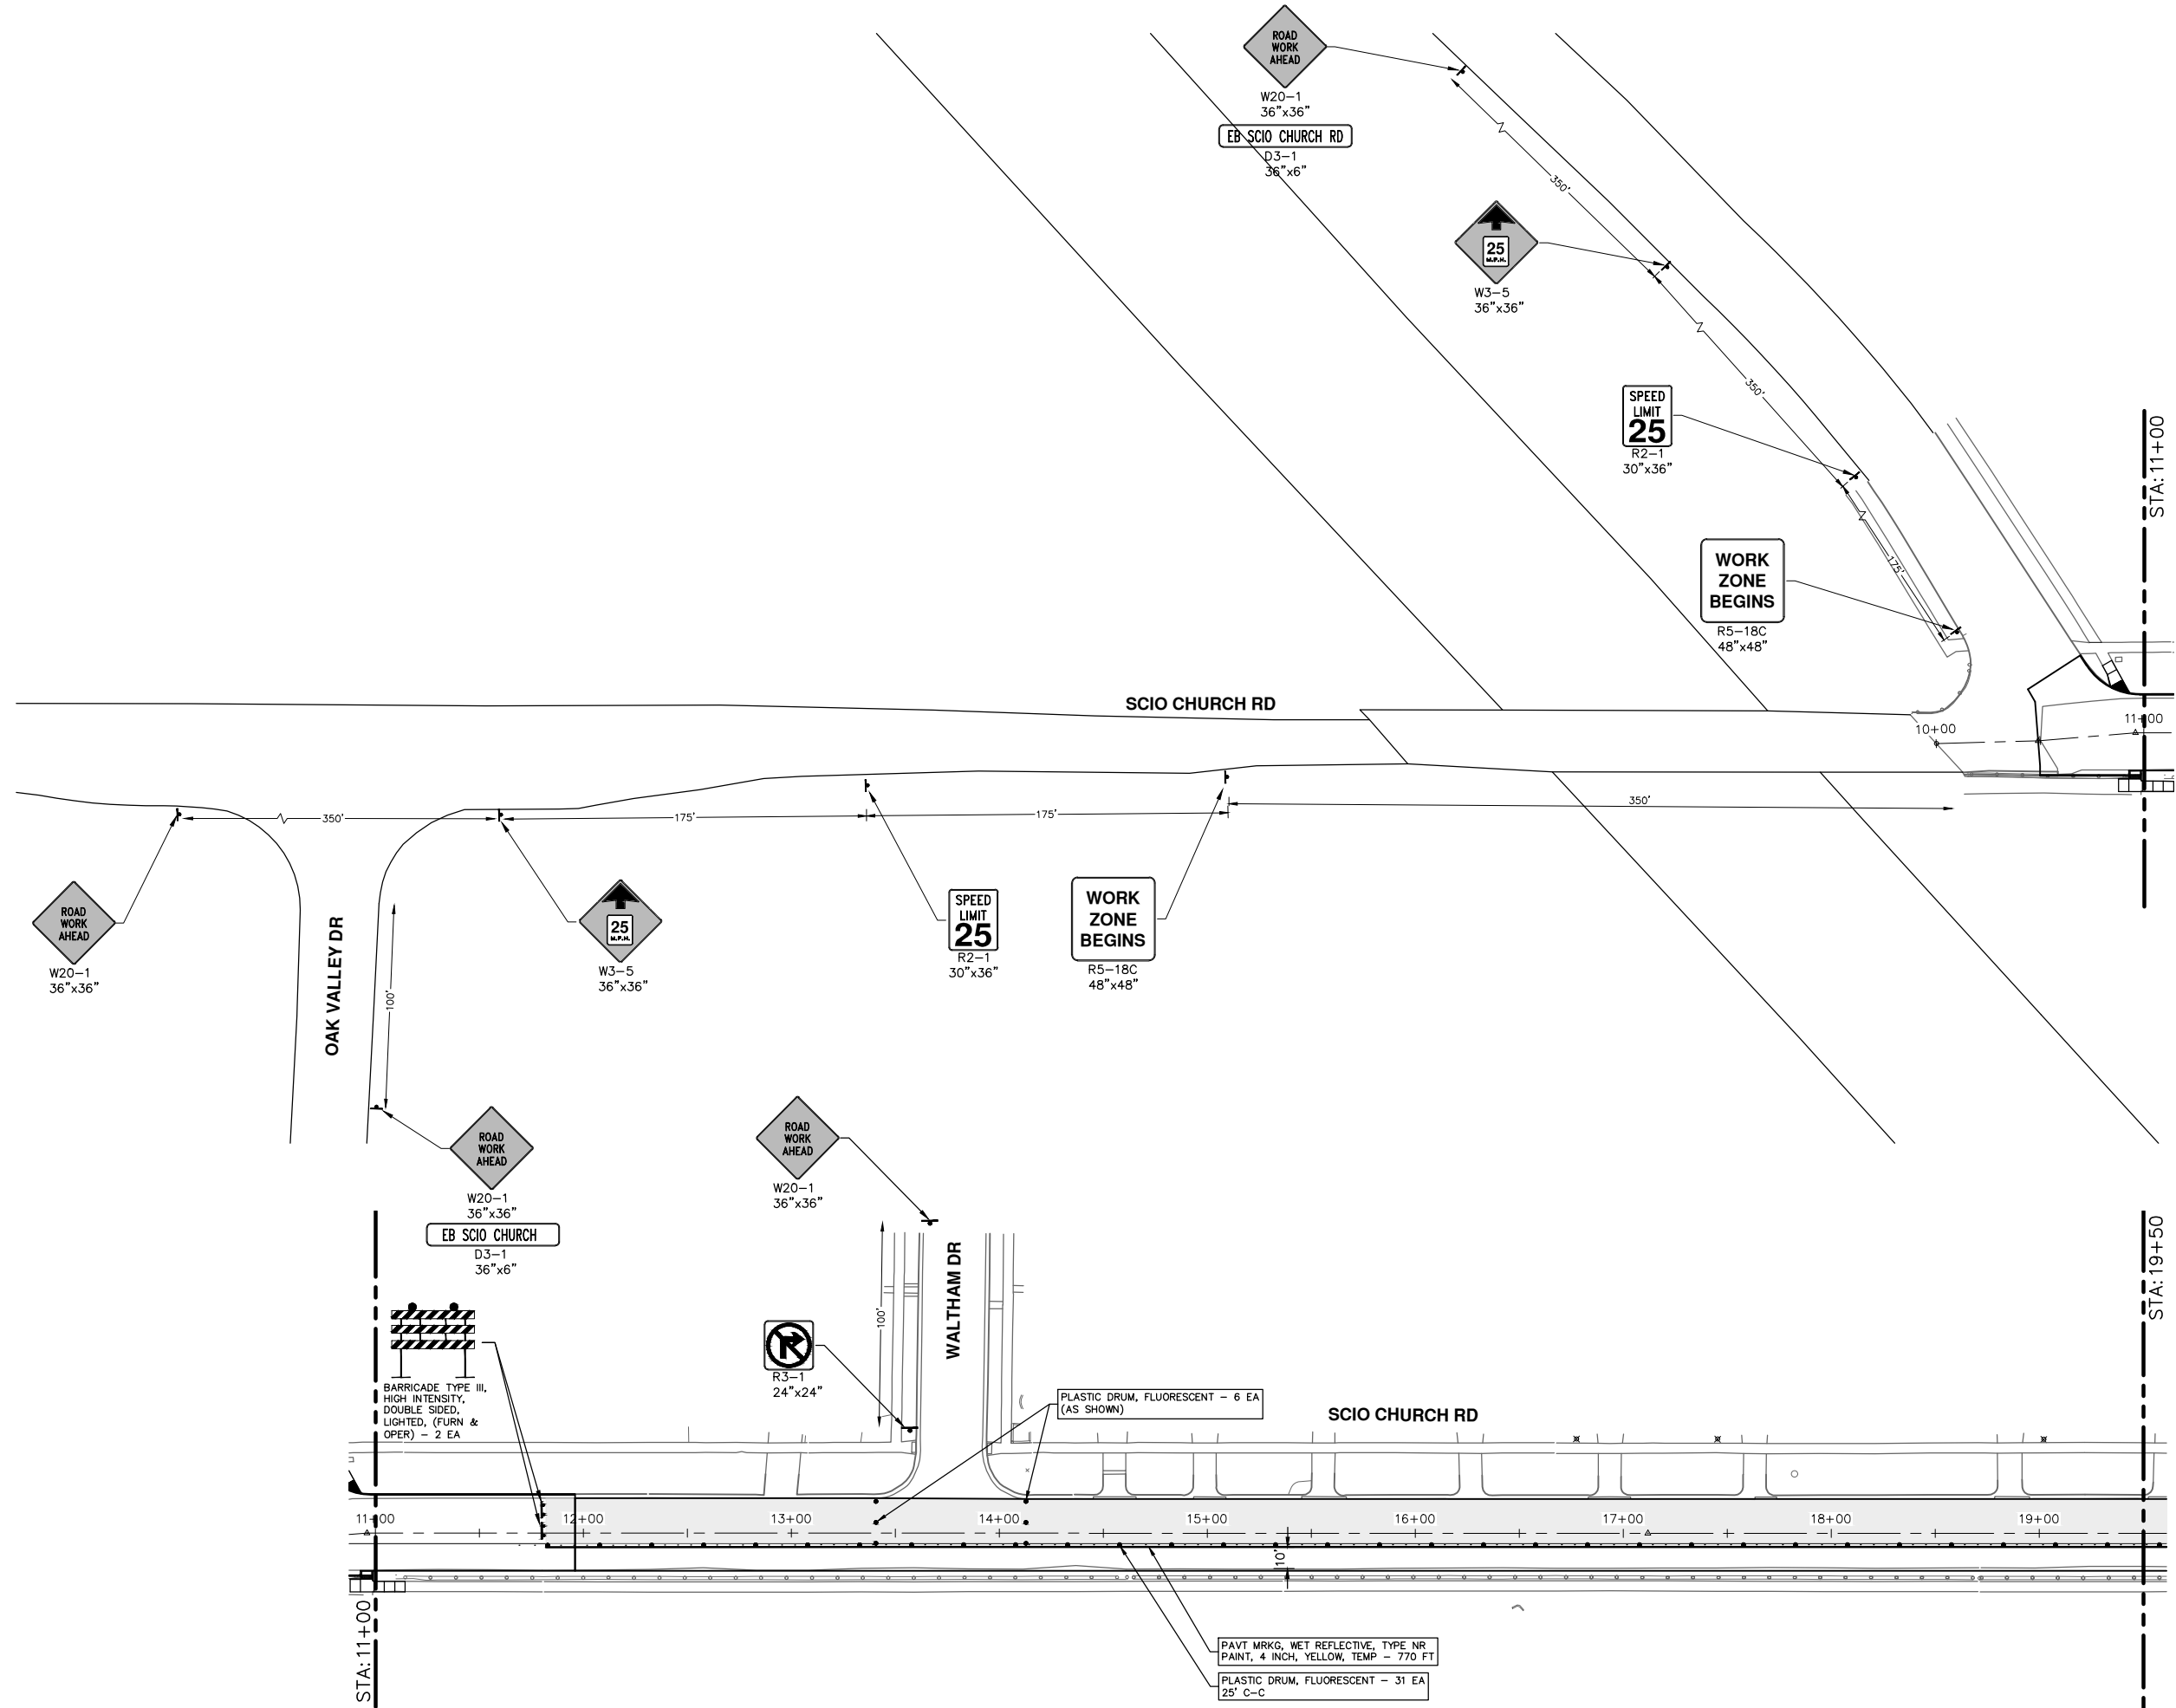 ROAD
WORK
AHEAD
W20-1
36"x36"
EB SCIO CHURCH RD
D3-1
36"x6"
350'
25
M.P.H.
W3-5
36"x36"
350'
SPEED
LIMIT
25
R2-1
30"x36"
175'
WORK
ZONE
BEGINS
R5-18C
48"x48"
STA:11+00
SCIO CHURCH RD
10+00
11+00
350'
175'
175'
350'
ROAD
WORK
AHEAD
W20-1
36"x36"
OAK VALLEY DR
100'
25
M.P.H.
W3-5
36"x36"
SPEED
LIMIT
25
R2-1
30"x36"
WORK
ZONE
BEGINS
R5-18C
48"x48"
ROAD
WORK
AHEAD
W20-1
36"x36"
EB SCIO CHURCH
D3-1
36"x6"
ROAD
WORK
AHEAD
W20-1
36"x36"
WALTHAM DR
100'
R3-1
24"x24"
BARRICADE TYPE III,
HIGH INTENSITY,
DOUBLE SIDED,
LIGHTED, (FURN &
OPER) - 2 EA
PLASTIC DRUM, FLUORESCENT - 6 EA
(AS SHOWN)
SCIO CHURCH RD
STA:19+50
11+00
12+00
13+00
14+00
15+00
16+00
17+00
18+00
19+00
10'
STA:11+00
PAVT MRKG, WET REFLECTIVE, TYPE NR
PAINT, 4 INCH, YELLOW, TEMP - 770 FT
PLASTIC DRUM, FLUORESCENT - 31 EA
25' C-C